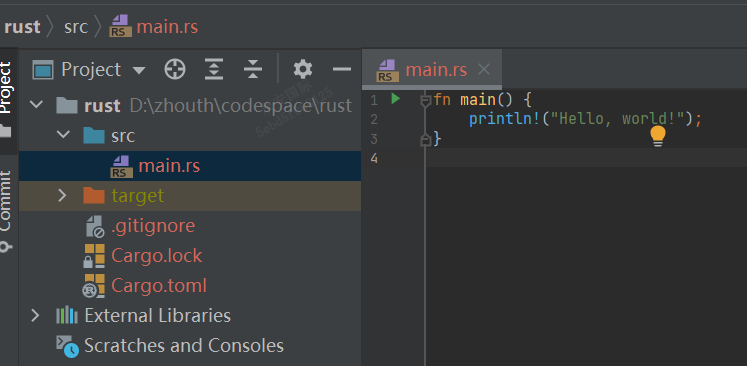 rust 〉 src 〉 main.rs
Project
Commit
Project
rust D:\zhouth\codespace\rust
src
main.rs
target
.gitignore
Cargo.lock
Cargo.toml
External Libraries
Scratches and Consoles
main.rs
1 fn main() {
2 println!("Hello, world!");
3 }
4